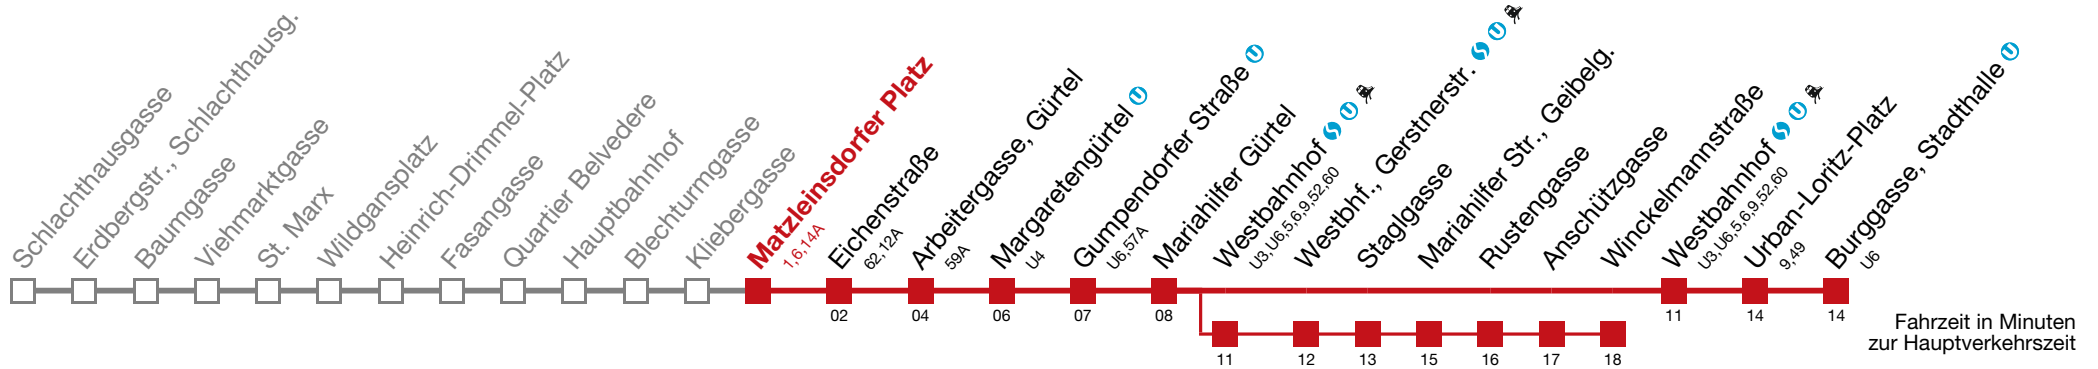 Schlachthausgasse
Erdbergstr., Schlachthausg.
Baumgasse
Viehmarktgasse
St. Marx
Wildgansplatz
Heinrich-Drimmel-Platz
Fasangasse
Quartier Belvedere
Hauptbahnhof
Blechturmgasse
Kliebergasse
Matzleinsdorfer Platz
1,6,14A
Eichenstraße
62,12A
Arbeitergasse, Gürtel
59A
Margaretengürtel U
U4
Gumpendorfer Straße U
U6,57A
Mariahilfer Gürtel
Westbahnhof S U
U3,U6,5,6,9,52,60
Westbhf., Gerstnerstr. S U
Staglgasse
Mariahilfer Str., Geibelg.
Rustengasse
Anschützgasse
Winckelmannstraße
Westbahnhof S U
U3,U6,5,6,9,52,60
Urban-Loritz-Platz
9,49
Burggasse, Stadthalle U
U6
02 04 06 07 08 11 14 14
11 12 13 15 16 17 18
Fahrzeit in Minuten
zur Hauptverkehrszeit